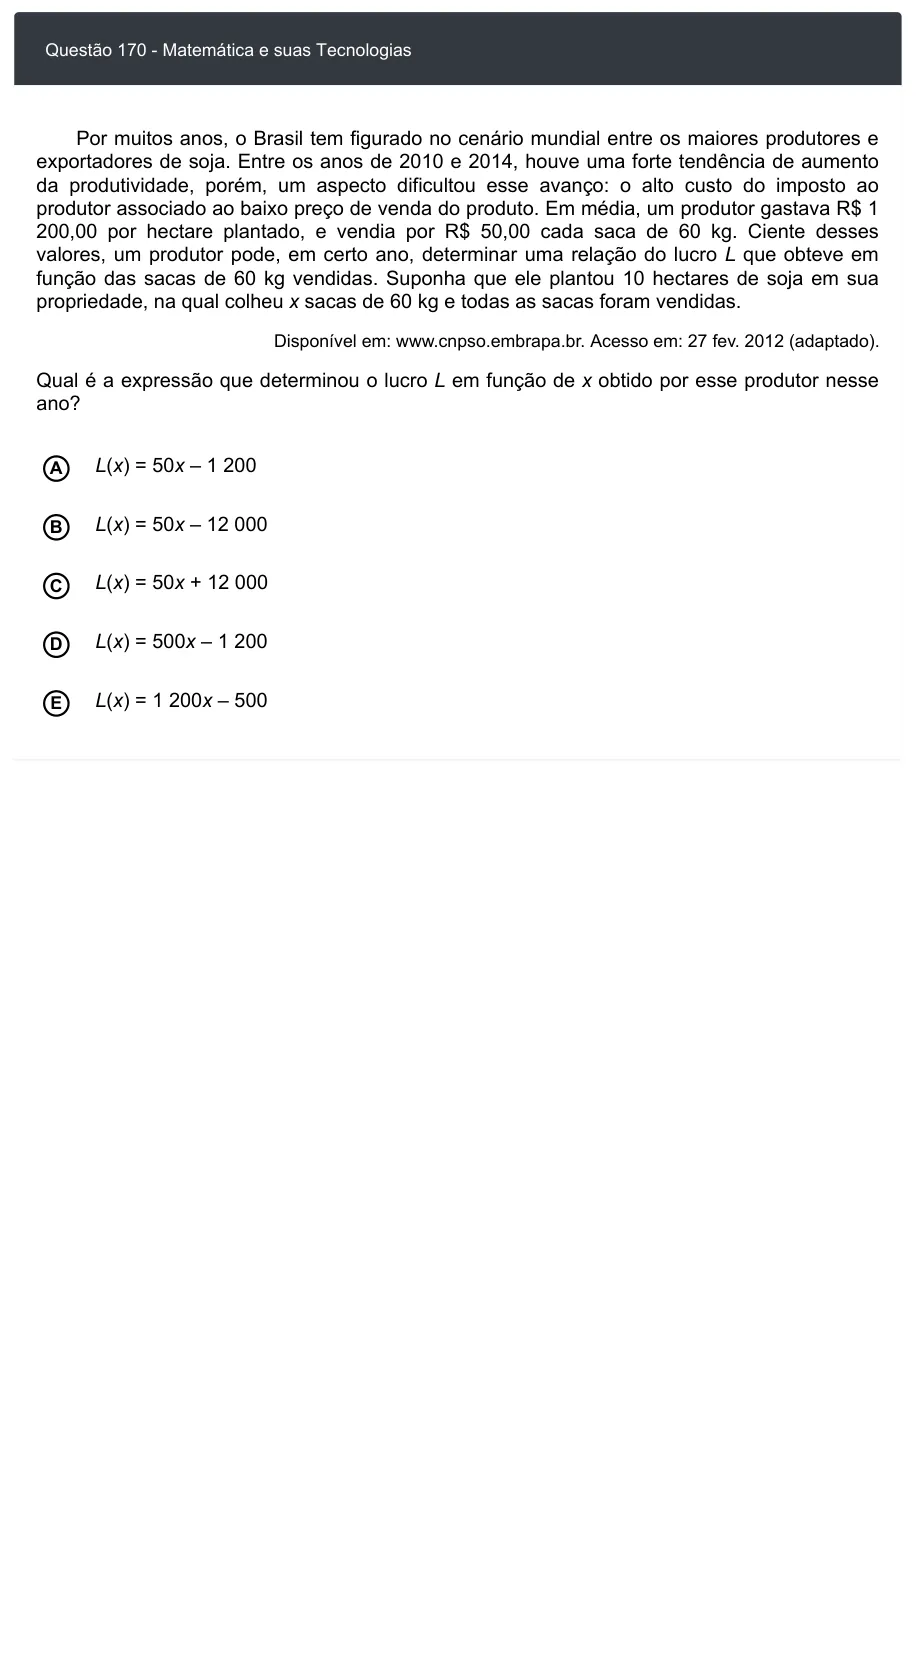 Questão 170 - Matemática e suas Tecnologias
Por muitos anos, o Brasil tem figurado no cenário mundial entre os maiores produtores e
exportadores de soja. Entre os anos de 2010 e 2014, houve uma forte tendência de aumento
da produtividade, porém, um aspecto dificultou esse avanço: o alto custo do imposto ao
produtor associado ao baixo preço de venda do produto. Em média, um produtor gastava R$ 1
200,00 por hectare plantado, e vendia por R$ 50,00 cada saca de 60 kg. Ciente desses
valores, um produtor pode, em certo ano, determinar uma relação do lucro L que obteve em
função das sacas de 60 kg vendidas. Suponha que ele plantou 10 hectares de soja em sua
propriedade, na qual colheu x sacas de 60 kg e todas as sacas foram vendidas.
Disponível em: www.cnpso.embrapa.br. Acesso em: 27 fev. 2012 (adaptado).
Qual é a expressão que determinou o lucro L em função de x obtido por esse produtor nesse
ano?
A L(x) = 50x – 1 200
B L(x) = 50x – 12 000
C L(x) = 50x + 12 000
D L(x) = 500x – 1 200
E L(x) = 1 200x – 500